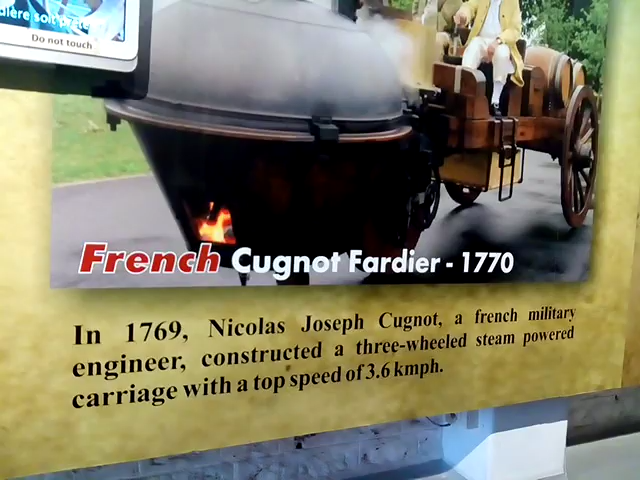 Do not touch
French Cugnot Fardier - 1770
In 1769, Nicolas Joseph Cugnot, a french military
engineer, constructed a three-wheeled steam powered
carriage with a top speed of 3.6 kmph.